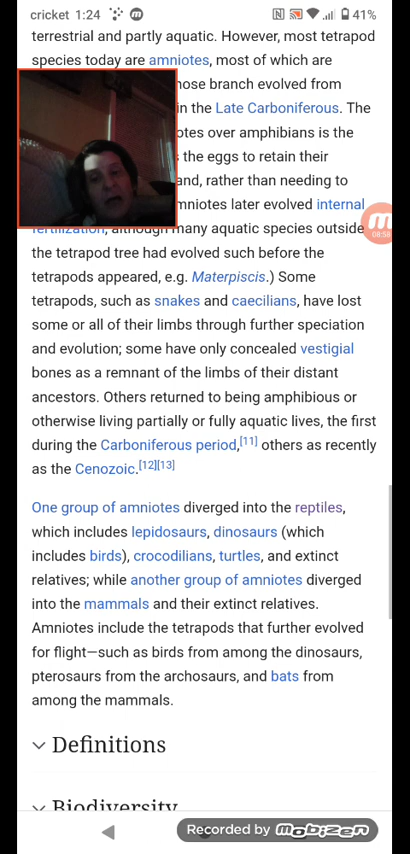 cricket 1:24 m N 41%
terrestrial and partly aquatic. However, most tetrapod
species today are amniotes, most of which are
hose branch evolved from
in the Late Carboniferous. The
otes over amphibians is the
s the eggs to retain their
and, rather than needing to
mniotes later evolved internal
m
08:58
fertilization, although many aquatic species outside
the tetrapod tree had evolved such before the
tetrapods appeared, e.g. Materpiscis.) Some
tetrapods, such as snakes and caecilians, have lost
some or all of their limbs through further speciation
and evolution; some have only concealed vestigial
bones as a remnant of the limbs of their distant
ancestors. Others returned to being amphibious or
otherwise living partially or fully aquatic lives, the first
during the Carboniferous period,[11] others as recently
as the Cenozoic.[12][13]
One group of amniotes diverged into the reptiles,
which includes lepidosaurs, dinosaurs (which
includes birds), crocodilians, turtles, and extinct
relatives; while another group of amniotes diverged
into the mammals and their extinct relatives.
Amniotes include the tetrapods that further evolved
for flight—such as birds from among the dinosaurs,
pterosaurs from the archosaurs, and bats from
among the mammals.
Definitions
Biodiversity
Recorded by mobizen